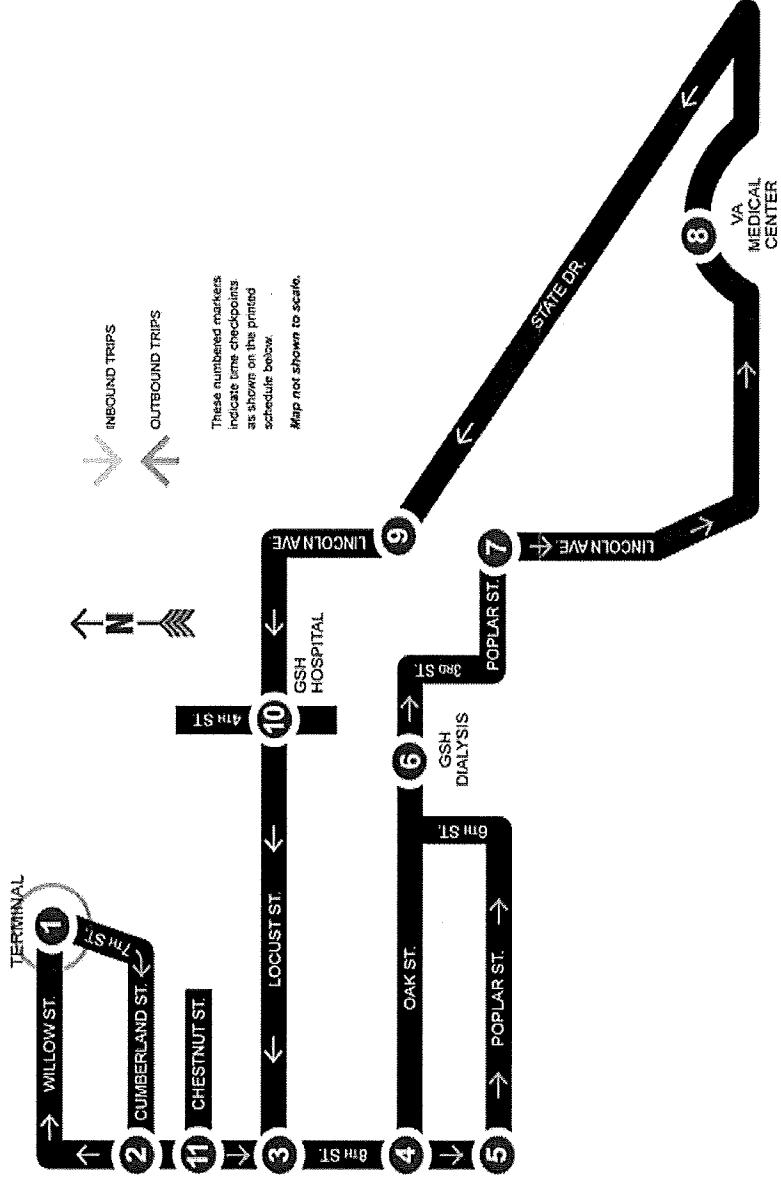 INBOUND TRIPS
OUTBOUND TRIPS
These numbered markers
indicate time checkpoints
as shown on the printed
schedule below.
Map not shown to scale.
N
TERMINAL
1
WILLOW ST.
7TH ST.
CUMBERLAND ST.
2
CHESTNUT ST.
11
4TH ST.
10
GSH
HOSPITAL
LINCOLN AVE.
LOCUST ST.
3
8TH ST.
9
STATE DR.
OAK ST.
4
6
GSH
DIALYSIS
3RD ST.
POPLAR ST.
7
LINCOLN AVE.
6TH ST.
POPLAR ST.
5
8
VA
MEDICAL
CENTER